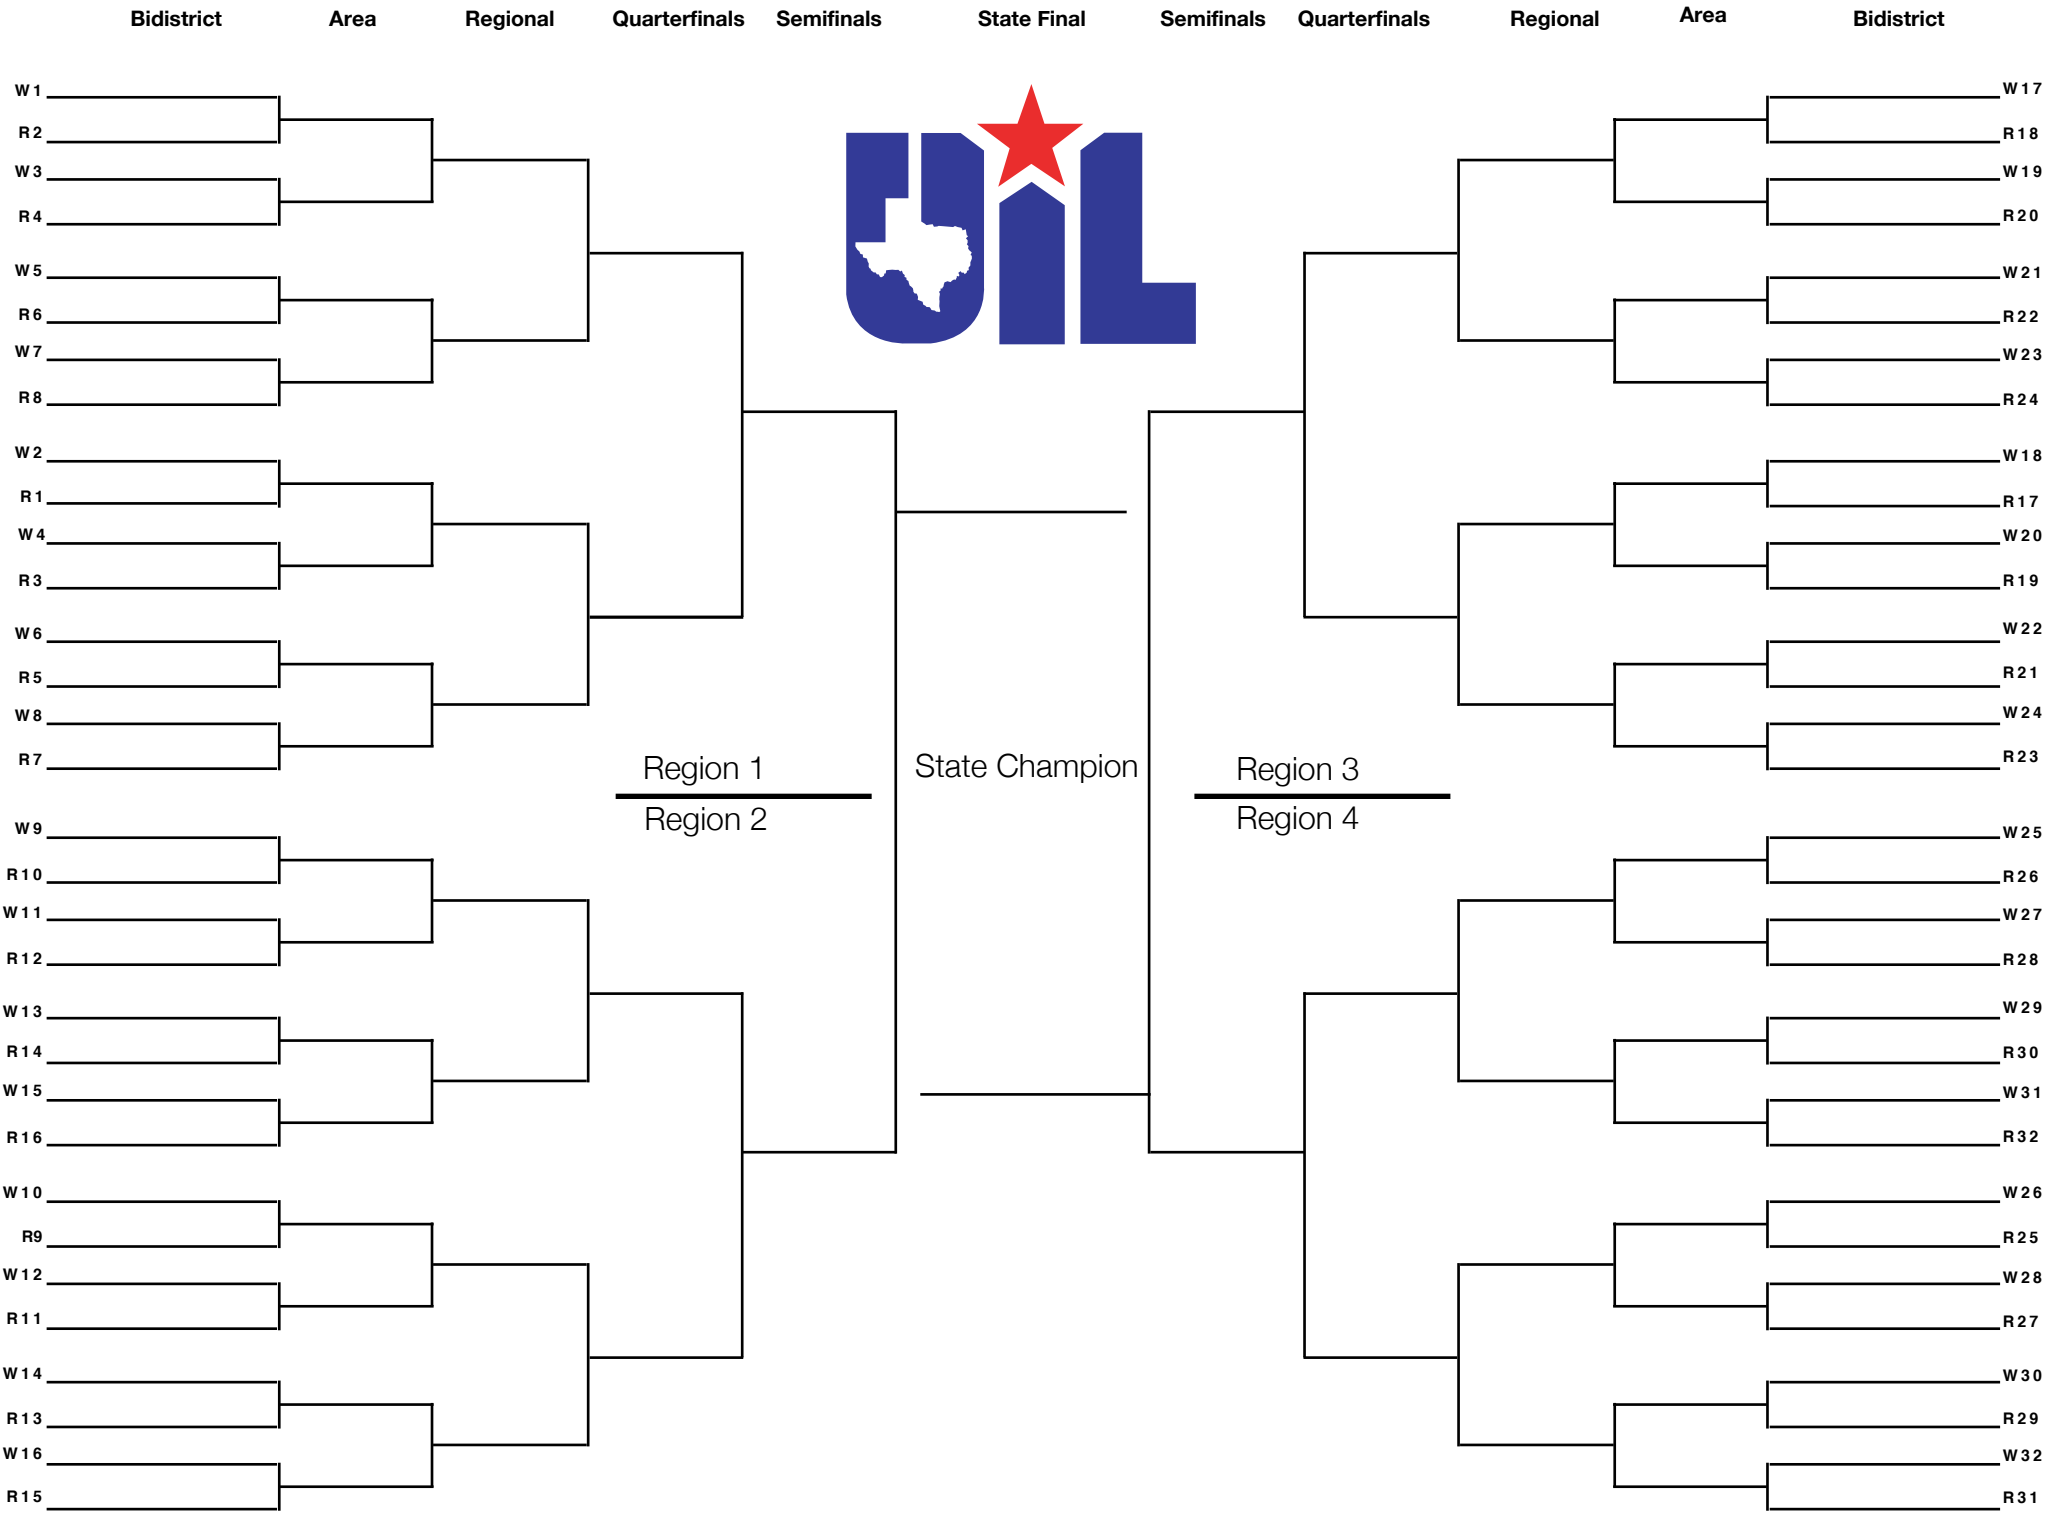 Bidistrict Area Regional Quarterfinals Semifinals State Final Semifinals Quarterfinals Regional Area Bidistrict
UIL
W1
R2
W3
R4
W5
R6
W7
R8
W2
R1
W4
R3
W6
R5
W8
R7
W9
R10
W11
R12
W13
R14
W15
R16
W10
R9
W12
R11
W14
R13
W16
R15
Region 1
Region 2
State Champion
Region 3
Region 4
W17
R18
W19
R20
W21
R22
W23
R24
W18
R17
W20
R19
W22
R21
W24
R23
W25
R26
W27
R28
W29
R30
W31
R32
W26
R25
W28
R27
W30
R29
W32
R31